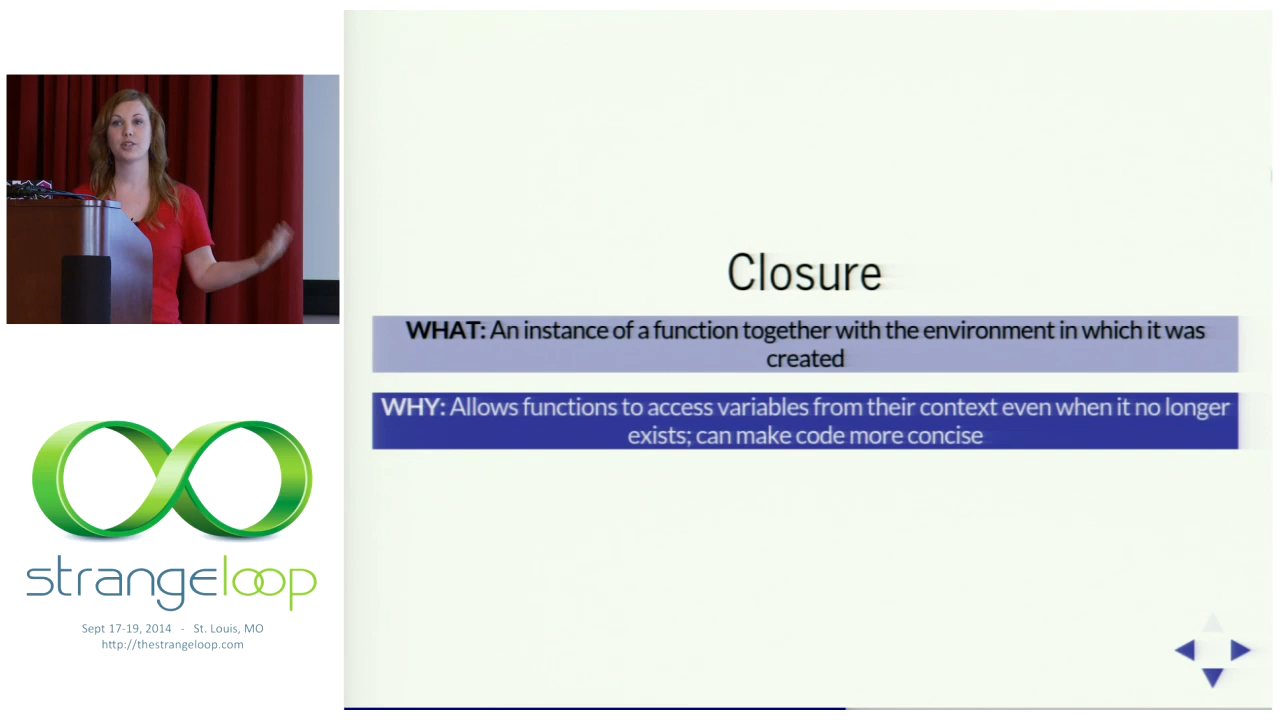 Closure
WHAT: An instance of a function together with the environment in which it was
created
WHY: Allows functions to access variables from their context even when it no longer
exists; can make code more concise
strangeloop
Sept 17-19, 2014 - St. Louis, MO
http://thestrangeloop.com